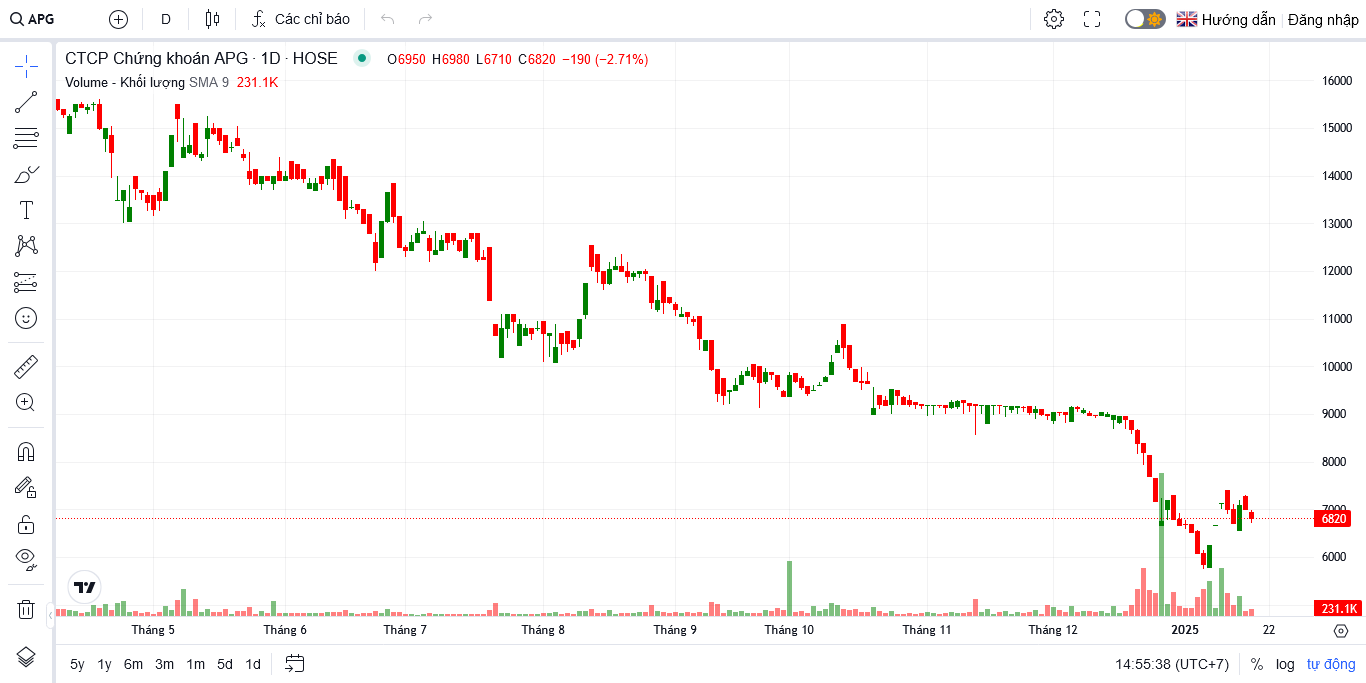 APG D Các chỉ báo Hướng dẫn Đăng nhập
CTCP Chứng khoán APG · 1D · HOSE O6950 H6980 L6710 C6820 −190 (−2.71%)
Volume - Khối lượng SMA 9 231.1K
16000
15000
14000
13000
12000
11000
10000
9000
8000
7000
6820
6000
231.1K
Tháng 5 Tháng 6 Tháng 7 Tháng 8 Tháng 9 Tháng 10 Tháng 11 Tháng 12 2025 22
5y 1y 6m 3m 1m 5d 1d 14:55:38 (UTC+7) % log tự động